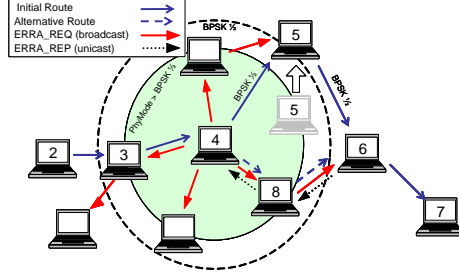 Initial Route
Alternative Route
ERRA_REQ (broadcast)
ERRA_REP (unicast)
BPSK ½
5
PhyMode > BPSK ½
BPSK ½
BPSK ½
5
2
3
4
6
8
7